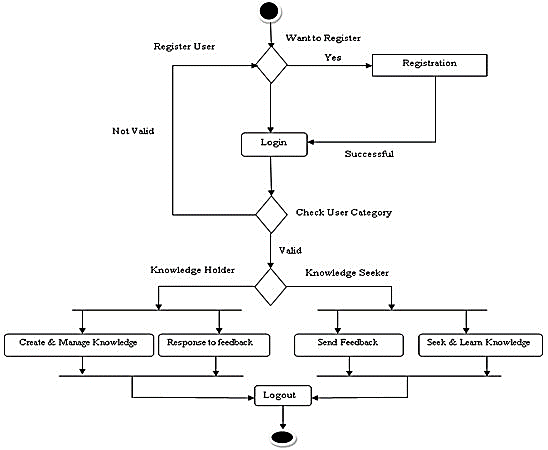 Want to Register
Register User
Yes
Registration
Not Valid
Login
Successful
Check User Category
Valid
Knowledge Holder
Knowledge Seeker
Create & Manage Knowledge
Response to feedback
Send Feedback
Seek & Learn Knowledge
Logout